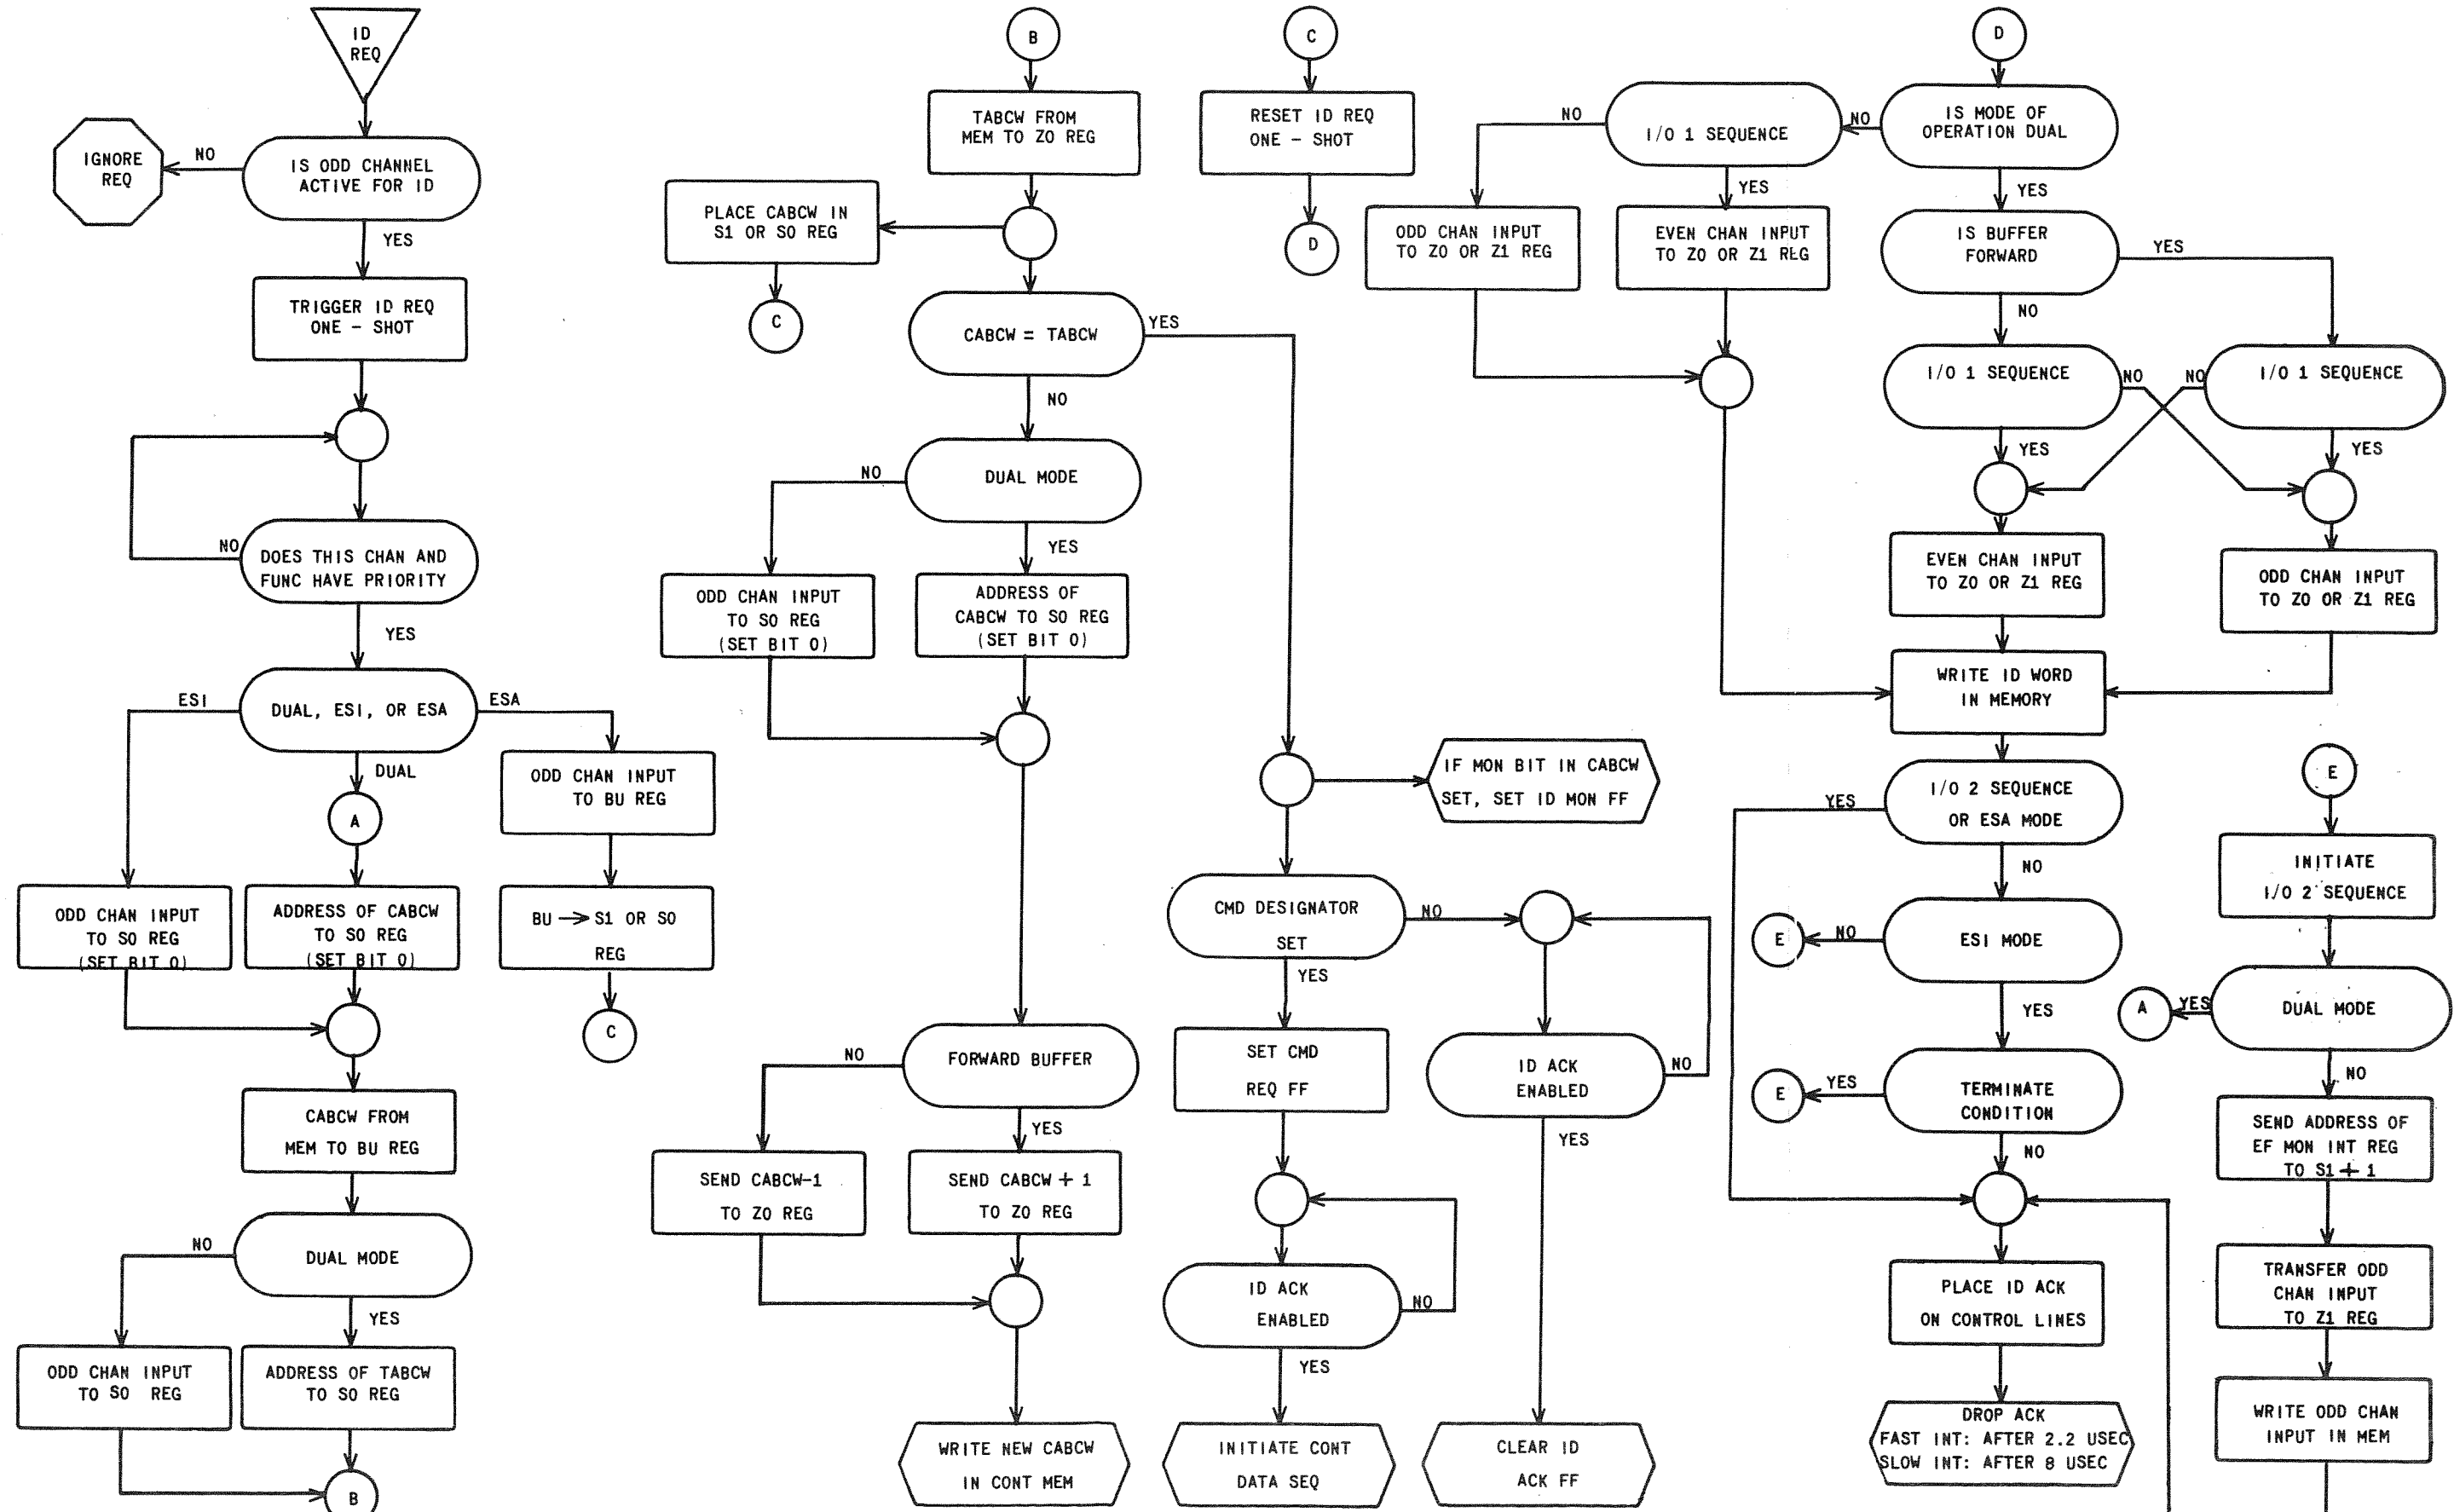 ID
REQ
IGNORE
REQ
NO
IS ODD CHANNEL
ACTIVE FOR ID
YES
TRIGGER ID REQ
ONE - SHOT
NO
DOES THIS CHAN AND
FUNC HAVE PRIORITY
YES
ESI
DUAL, ESI, OR ESA
ESA
DUAL
A
ODD CHAN INPUT
TO BU REG
ODD CHAN INPUT
TO S0 REG
(SET BIT 0)
ADDRESS OF CABCW
TO S0 REG
(SET BIT 0)
BU → S1 OR S0
REG
C
CABCW FROM
MEM TO BU REG
NO
DUAL MODE
YES
ODD CHAN INPUT
TO S0 REG
ADDRESS OF TABCW
TO S0 REG
B
B
TABCW FROM
MEM TO Z0 REG
PLACE CABCW IN
S1 OR S0 REG
C
CABCW = TABCW
YES
NO
NO
DUAL MODE
YES
ODD CHAN INPUT
TO S0 REG
(SET BIT 0)
ADDRESS OF
CABCW TO S0 REG
(SET BIT 0)
NO
FORWARD BUFFER
YES
SEND CABCW-1
TO Z0 REG
SEND CABCW + 1
TO Z0 REG
WRITE NEW CABCW
IN CONT MEM
C
RESET ID REQ
ONE - SHOT
D
IF MON BIT IN CABCW
SET, SET ID MON FF
CMD DESIGNATOR
SET
NO
YES
SET CMD
REQ FF
ID ACK
ENABLED
NO
YES
ID ACK
ENABLED
NO
YES
INITIATE CONT
DATA SEQ
CLEAR ID
ACK FF
D
IS MODE OF
OPERATION DUAL
NO
I/O 1 SEQUENCE
NO
YES
YES
ODD CHAN INPUT
TO Z0 OR Z1 REG
EVEN CHAN INPUT
TO Z0 OR Z1 REG
IS BUFFER
FORWARD
YES
NO
I/O 1 SEQUENCE
NO
NO
I/O 1 SEQUENCE
YES
YES
EVEN CHAN INPUT
TO Z0 OR Z1 REG
ODD CHAN INPUT
TO Z0 OR Z1 REG
WRITE ID WORD
IN MEMORY
YES
I/O 2 SEQUENCE
OR ESA MODE
NO
E
NO
ESI MODE
YES
E
YES
TERMINATE
CONDITION
NO
PLACE ID ACK
ON CONTROL LINES
DROP ACK
FAST INT: AFTER 2.2 USEC
SLOW INT: AFTER 8 USEC
E
INITIATE
I/O 2 SEQUENCE
A
YES
DUAL MODE
NO
SEND ADDRESS OF
EF MON INT REG
TO S1 + 1
TRANSFER ODD
CHAN INPUT
TO Z1 REG
WRITE ODD CHAN
INPUT IN MEM